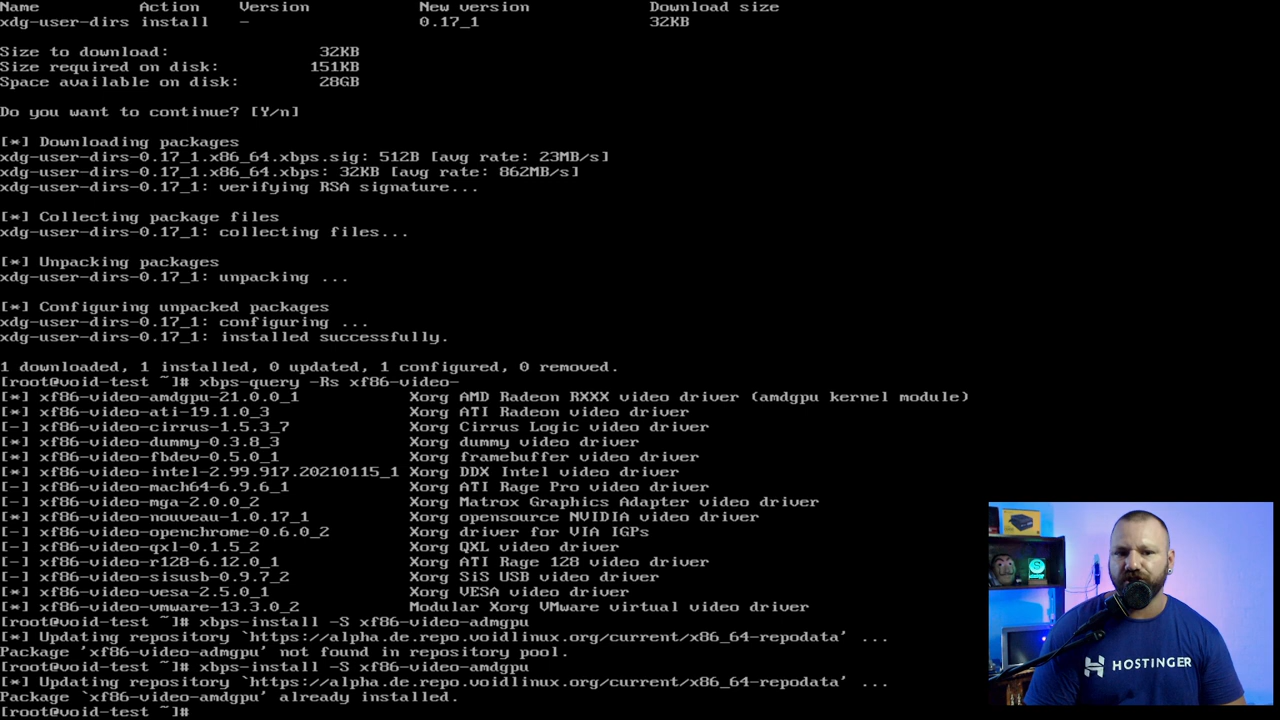 Name          Action    Version           New version            Download size
xdg-user-dirs install   -                 0.17_1                 32KB
Size to download:               32KB
Size required on disk:         151KB
Space available on disk:        28GB
Do you want to continue? [Y/n]
[*] Downloading packages
xdg-user-dirs-0.17_1.x86_64.xbps.sig: 512B [avg rate: 23MB/s]
xdg-user-dirs-0.17_1.x86_64.xbps: 32KB [avg rate: 862MB/s]
xdg-user-dirs-0.17_1: verifying RSA signature...
[*] Collecting package files
xdg-user-dirs-0.17_1: collecting files...
[*] Unpacking packages
xdg-user-dirs-0.17_1: unpacking ...
[*] Configuring unpacked packages
xdg-user-dirs-0.17_1: configuring ...
xdg-user-dirs-0.17_1: installed successfully.
1 downloaded, 1 installed, 0 updated, 1 configured, 0 removed.
[root@void-test ~]# xbps-query -Rs xf86-video-
[*] xf86-video-amdgpu-21.0.0_1           Xorg AMD Radeon RXXX video driver (amdgpu kernel module)
[*] xf86-video-ati-19.1.0_3              Xorg ATI Radeon video driver
[-] xf86-video-cirrus-1.5.3_7            Xorg Cirrus Logic video driver
[*] xf86-video-dummy-0.3.8_3             Xorg dummy video driver
[*] xf86-video-fbdev-0.5.0_1             Xorg framebuffer video driver
[*] xf86-video-intel-2.99.917.20210115_1 Xorg DDX Intel video driver
[-] xf86-video-mach64-6.9.6_1            Xorg ATI Rage Pro video driver
[-] xf86-video-mga-2.0.0_2               Xorg Matrox Graphics Adapter video driver
[*] xf86-video-nouveau-1.0.17_1          Xorg opensource NVIDIA video driver
[-] xf86-video-openchrome-0.6.0_2        Xorg driver for VIA IGPs
[-] xf86-video-qxl-0.1.5_2               Xorg QXL video driver
[-] xf86-video-r128-6.12.0_1             Xorg ATI Rage 128 video driver
[-] xf86-video-sisusb-0.9.7_2            Xorg SiS USB video driver
[*] xf86-video-vesa-2.5.0_1              Xorg VESA video driver
[*] xf86-video-vmware-13.3.0_2           Modular Xorg VMware virtual video driver
[root@void-test ~]# xbps-install -S xf86-video-admgpu
[*] Updating repository `https://alpha.de.repo.voidlinux.org/current/x86_64-repodata' ...
Package 'xf86-video-admgpu' not found in repository pool.
[root@void-test ~]# xbps-install -S xf86-video-amdgpu
[*] Updating repository `https://alpha.de.repo.voidlinux.org/current/x86_64-repodata' ...
Package `xf86-video-amdgpu' already installed.
[root@void-test ~]#
HOSTINGER